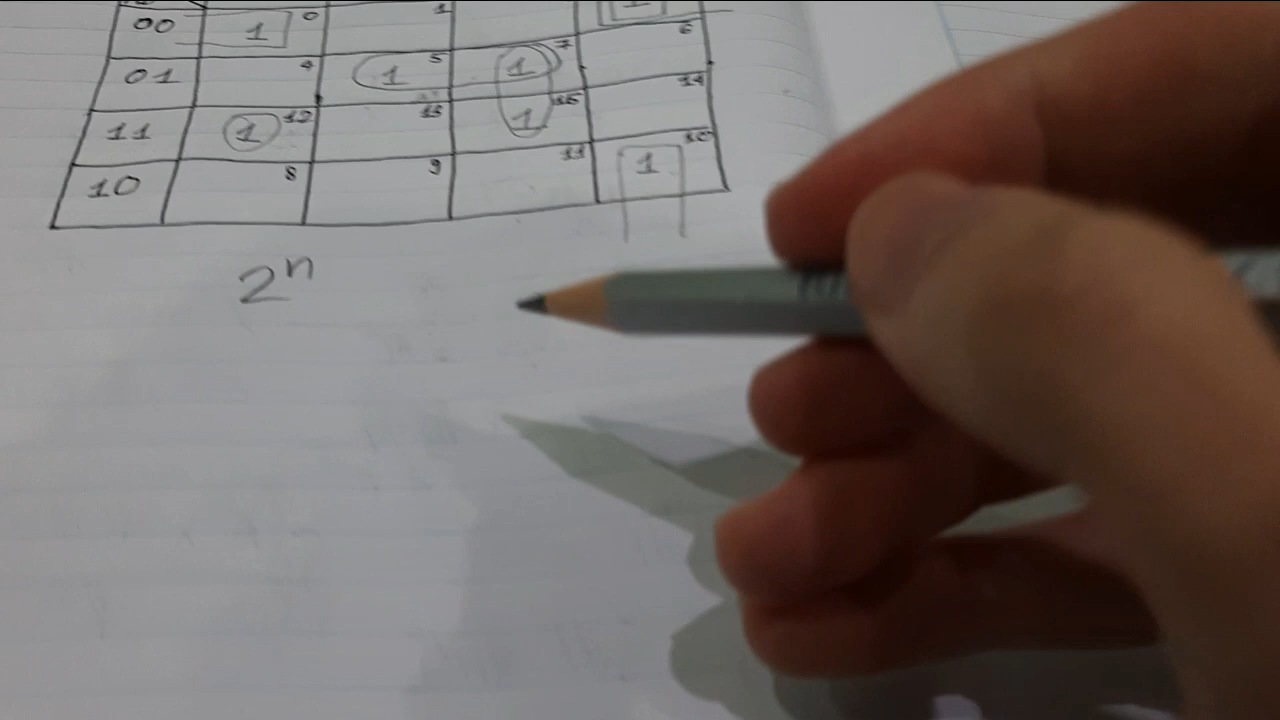 00 1 0 1 1
01 4 1 5 1 7 6
11 1 12 13 1 15 14
10 8 9 11 1 10
2ⁿ